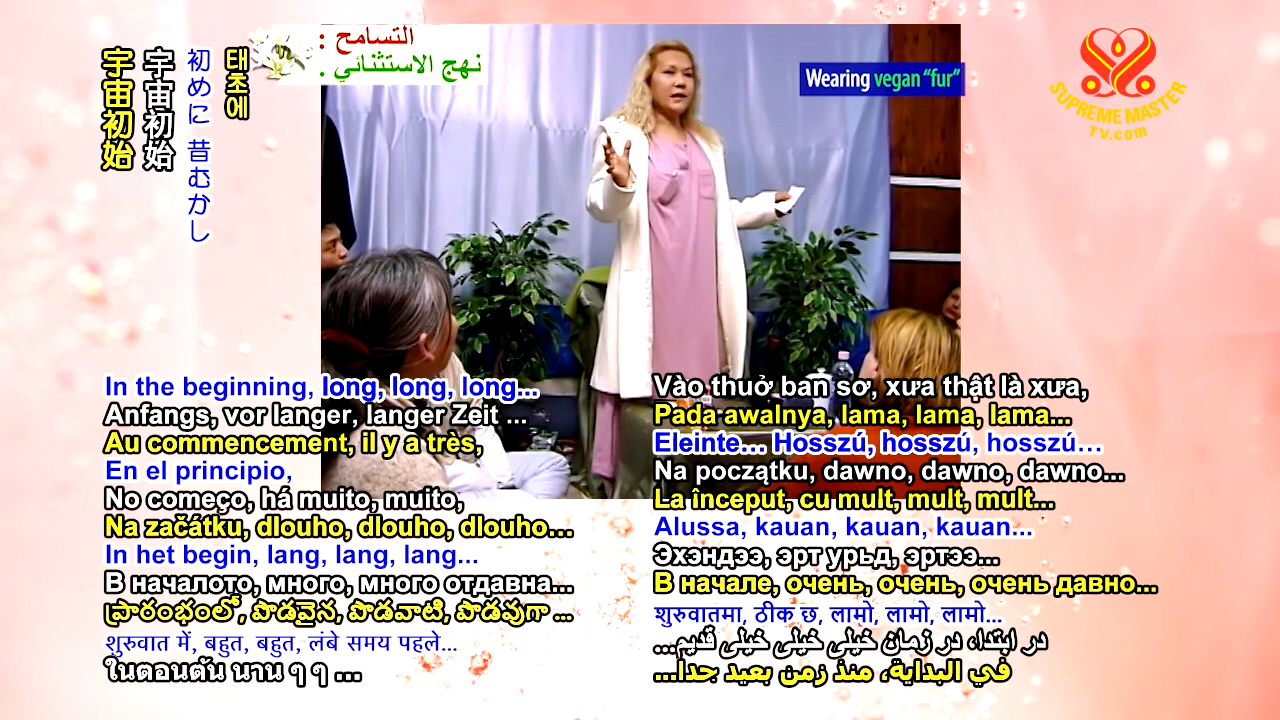 التسامح :
نهج الاستثنائي .
Wearing vegan “fur”
SUPREME MASTER
TV.com
태초에
初めに 昔むかし
宇宙初始
宇宙初始
In the beginning, long, long, long...
Anfangs, vor langer, langer Zeit ...
Au commencement, il y a très,
En el principio,
No começo, há muito, muito,
Na začátku, dlouho, dlouho, dlouho...
In het begin, lang, lang, lang...
В началото, много, много отдавна...
ప్రారంభంలో, పొడవైన, పొడవాటి, పొడవుగా ...
शुरुवात में, बहुत, बहुत, लंबे समय पहले...
ในตอนต้น นาน ๆ ๆ ...
Vào thuở ban sơ, xưa thật là xưa,
Pada awalnya, lama, lama, lama...
Eleinte... Hosszú, hosszú, hosszú...
Na początku, dawno, dawno, dawno...
La început, cu mult, mult, mult...
Alussa, kauan, kauan, kauan...
Эхэндээ, эрт урьд, эртээ...
В начале, очень, очень, очень давно...
शुरुवातमा, ठीक छ, लामो, लामो, लामो...
در ابتدا، در زمان خیلی خیلی خیلی قدیم...
في البداية، منذ زمن بعيد جدا...